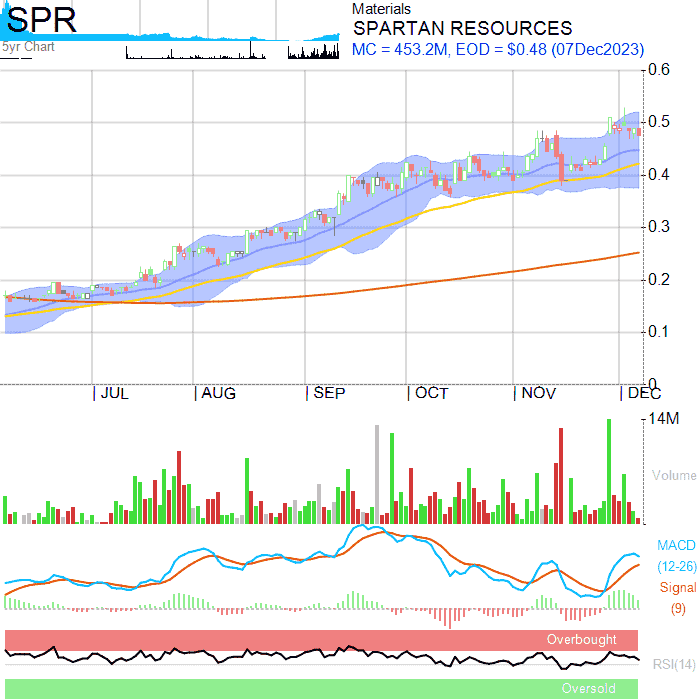 SPR
5yr Chart
Materials
SPARTAN RESOURCES
MC = 453.2M, EOD = $0.48 (07Dec2023)
0.6
0.5
0.4
0.3
0.2
0.1
0
JUL AUG SEP OCT NOV DEC
14M
Volume
MACD
(12-26)
Signal
(9)
Overbought
RSI(14)
Oversold